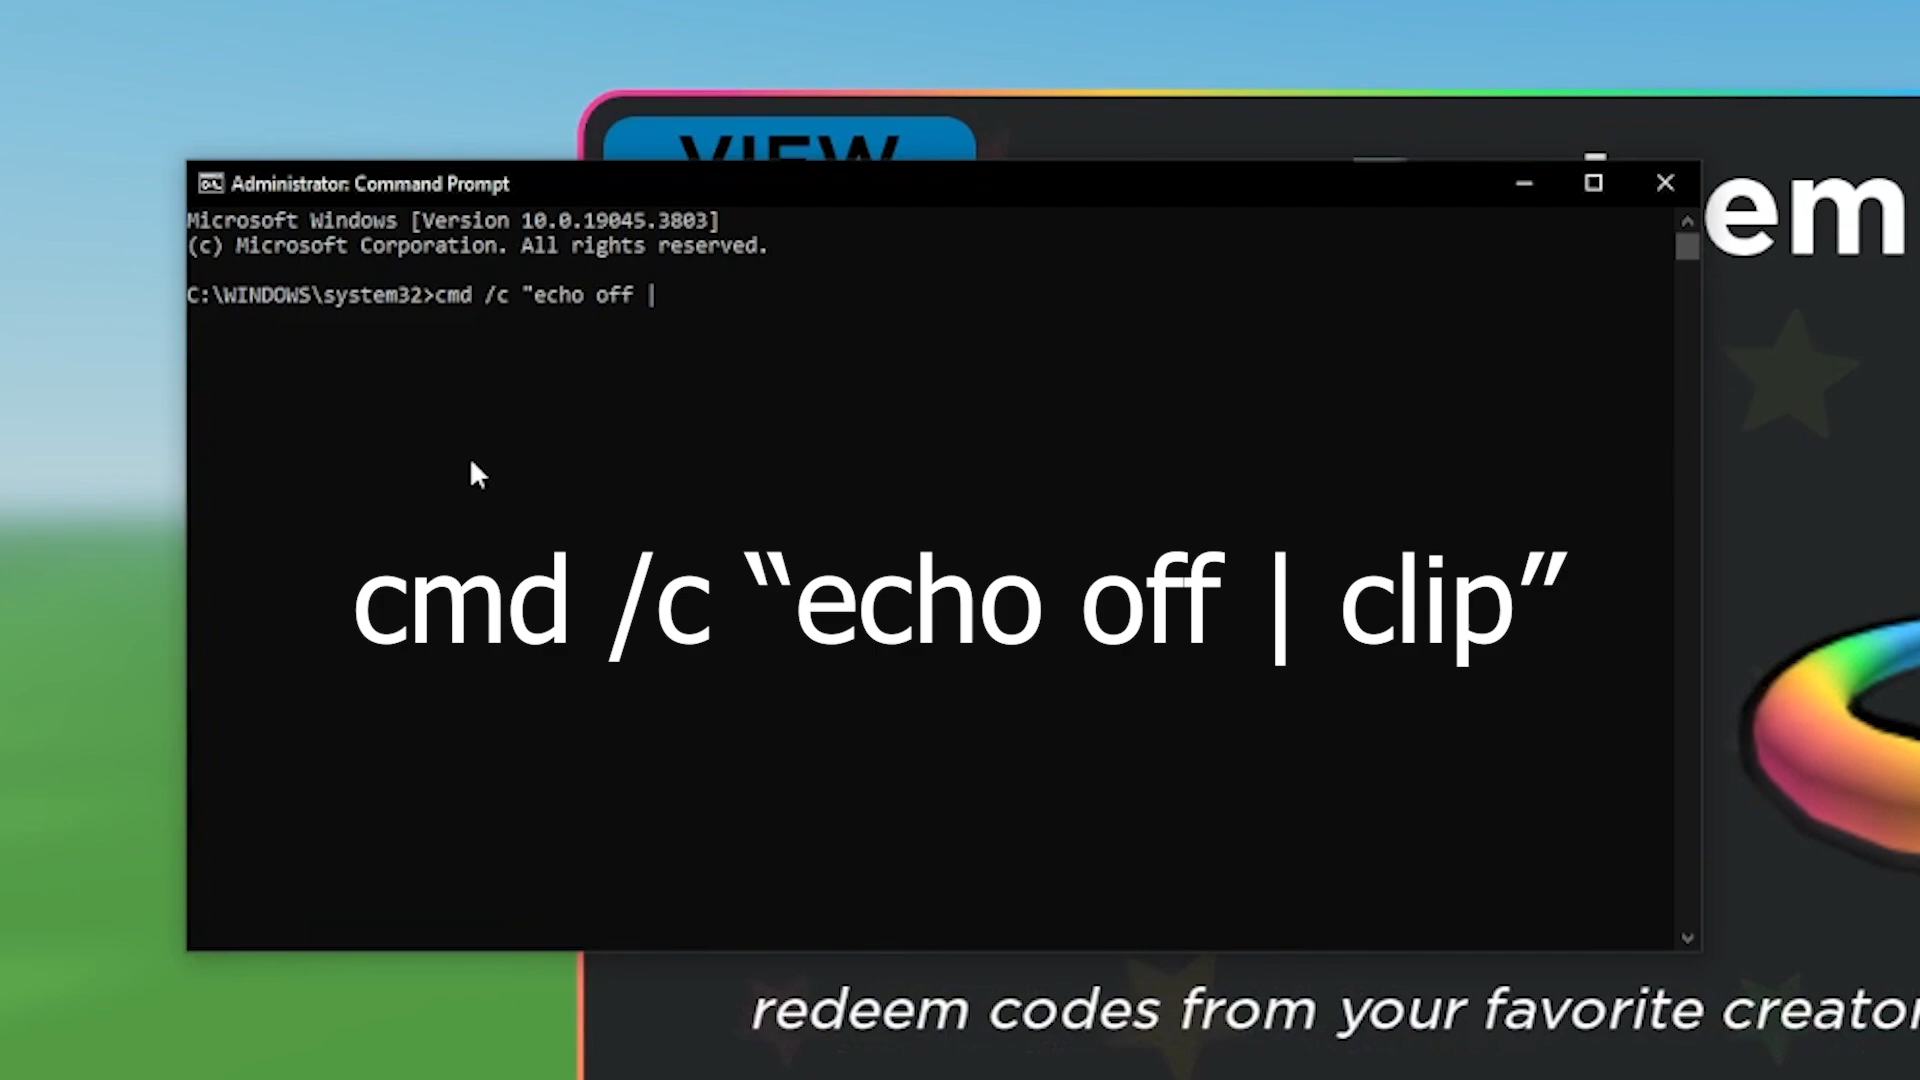 VIEW
Administrator: Command Prompt
Microsoft Windows [Version 10.0.19045.3803]
(c) Microsoft Corporation. All rights reserved.
em
C:\WINDOWS\system32>cmd /c "echo off |
cmd /c “echo off | clip”
redeem codes from your favorite creator